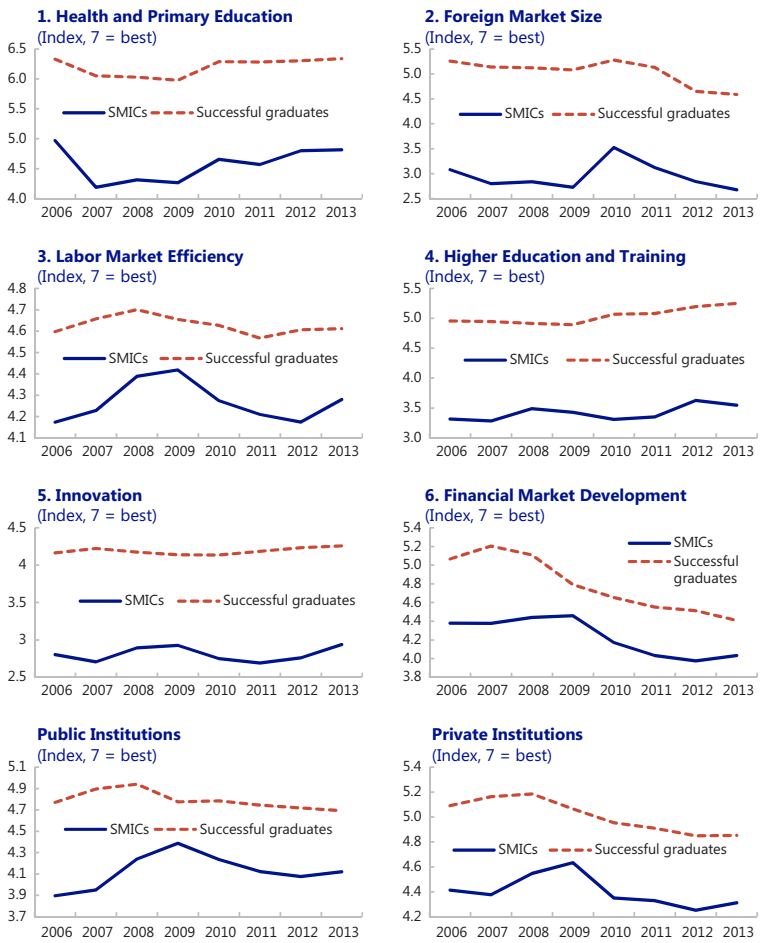 1. Health and Primary Education
(Index, 7 = best)
6.5
6.0
5.5
5.0
4.5
4.0
SMICs
Successful graduates
2006 2007 2008 2009 2010 2011 2012 2013
2. Foreign Market Size
(Index, 7 = best)
5.5
5.0
4.5
4.0
3.5
3.0
2.5
SMICs
Successful graduates
2006 2007 2008 2009 2010 2011 2012 2013
3. Labor Market Efficiency
(Index, 7 = best)
4.8
4.7
4.6
4.5
4.4
4.3
4.2
4.1
SMICs
Successful graduates
2006 2007 2008 2009 2010 2011 2012 2013
4. Higher Education and Training
(Index, 7 = best)
5.5
5.0
4.5
4.0
3.5
3.0
SMICs
Successful graduates
2006 2007 2008 2009 2010 2011 2012 2013
5. Innovation
(Index, 7 = best)
4.5
4
3.5
3
2.5
SMICs
Successful graduates
2006 2007 2008 2009 2010 2011 2012 2013
6. Financial Market Development
(Index, 7 = best)
5.4
5.2
5.0
4.8
4.6
4.4
4.2
4.0
3.8
SMICs
Successful
graduates
2006 2007 2008 2009 2010 2011 2012 2013
Public Institutions
(Index, 7 = best)
5.1
4.9
4.7
4.5
4.3
4.1
3.9
3.7
SMICs
Successful graduates
2006 2007 2008 2009 2010 2011 2012 2013
Private Institutions
(Index, 7 = best)
5.4
5.2
5.0
4.8
4.6
4.4
4.2
SMICs
Successful graduates
2006 2007 2008 2009 2010 2011 2012 2013